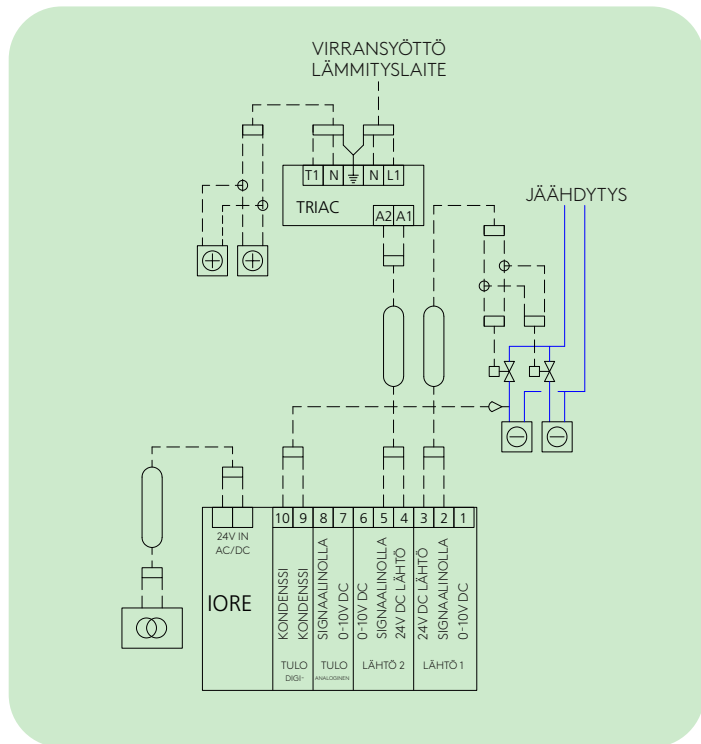 VIRRANSYÖTTÖ
LÄMMITYSLAITE
T1 N N L1
TRIAC
A2 A1
JÄÄHDYTYS
24V IN
AC/DC
IORE
10 9 8 7 6 5 4 3 2 1
KONDENSSI
KONDENSSI
SIGNAALINOLLA
0-10V DC
0-10V DC
SIGNAALINOLLA
24V DC LÄHTÖ
24V DC LÄHTÖ
SIGNAALINOLLA
0-10V DC
TULO
DIGI-
TULO
ANALOGINEN
LÄHTÖ 2
LÄHTÖ 1